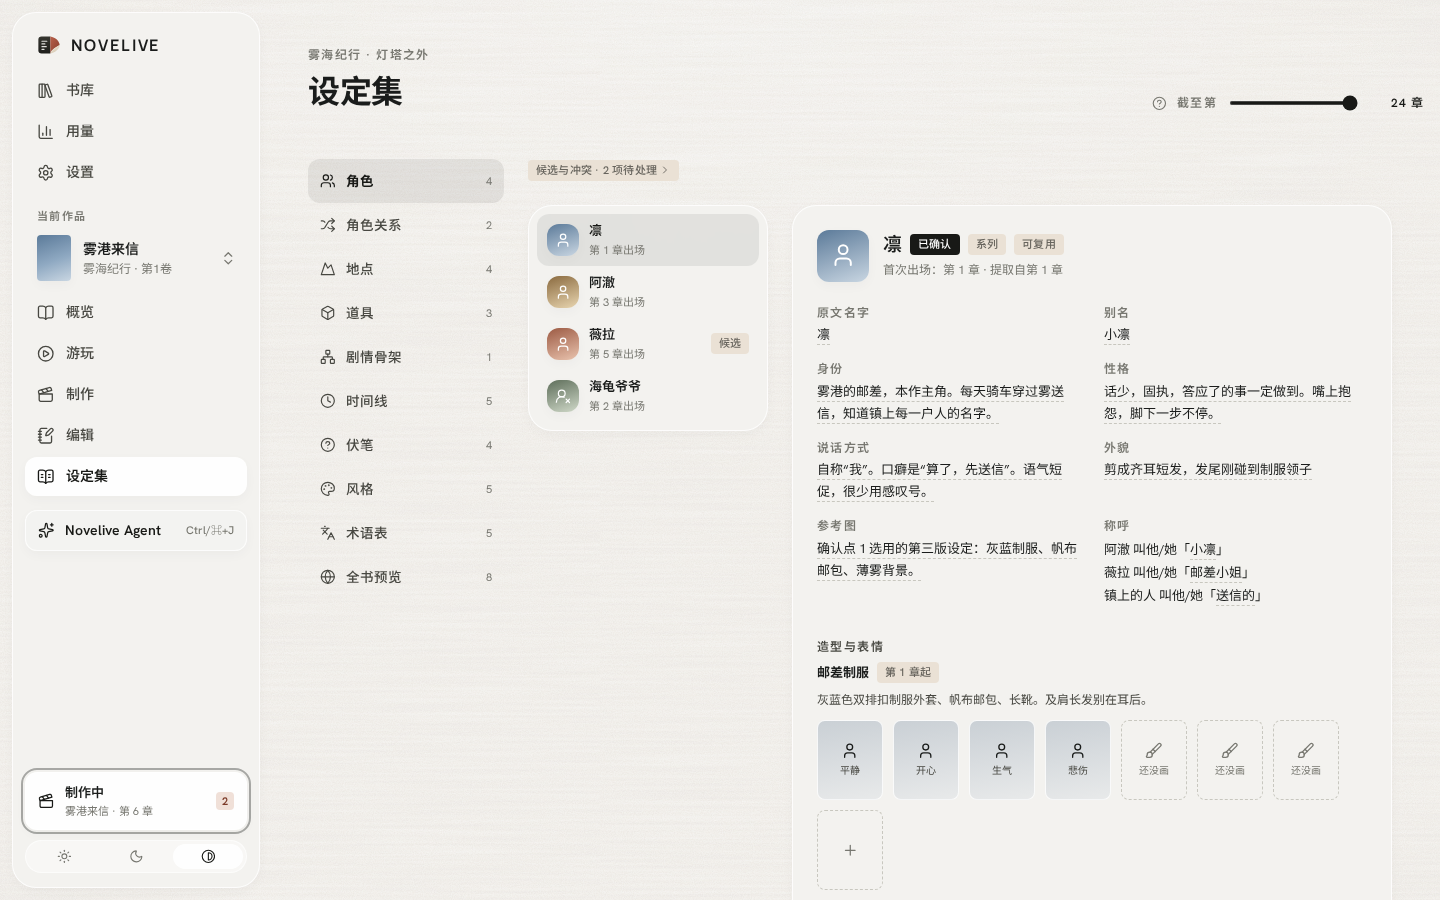 NOVELIVE
书库
用量
设置
当前作品
雾港来信
雾海纪行 · 第1卷
概览
游玩
制作
编辑
设定集
Novelive Agent Ctrl/⌘+J
制作中
雾港来信 · 第 6 章
2
雾海纪行 · 灯塔之外
设定集
截至第 24 章
角色 4
角色关系 2
地点 4
道具 3
剧情骨架 1
时间线 5
伏笔 4
风格 5
术语表 5
全书预览 8
候选与冲突 · 2 项待处理
凛
第 1 章出场
阿澈
第 3 章出场
薇拉
第 5 章出场
候选
海龟爷爷
第 2 章出场
凛 已确认 系列 可复用
首次出场：第 1 章 · 提取自第 1 章
原文名字
凛
别名
小凛
身份
雾港的邮差，本作主角。每天骑车穿过雾送
信，知道镇上每一户人的名字。
性格
话少，固执，答应了的事一定做到。嘴上抱
怨，脚下一步不停。
说话方式
自称“我”。口癖是“算了，先送信”。语气短
促，很少用感叹号。
外貌
剪成齐耳短发，发尾刚碰到制服领子
参考图
确认点 1 选用的第三版设定：灰蓝制服、帆布
邮包、薄雾背景。
称呼
阿澈 叫他/她「小凛」
薇拉 叫他/她「邮差小姐」
镇上的人 叫他/她「送信的」
造型与表情
邮差制服 第 1 章起
灰蓝色双排扣制服外套、帆布邮包、长靴。及肩长发别在耳后。
平静 开心 生气 悲伤 还没画 还没画 还没画